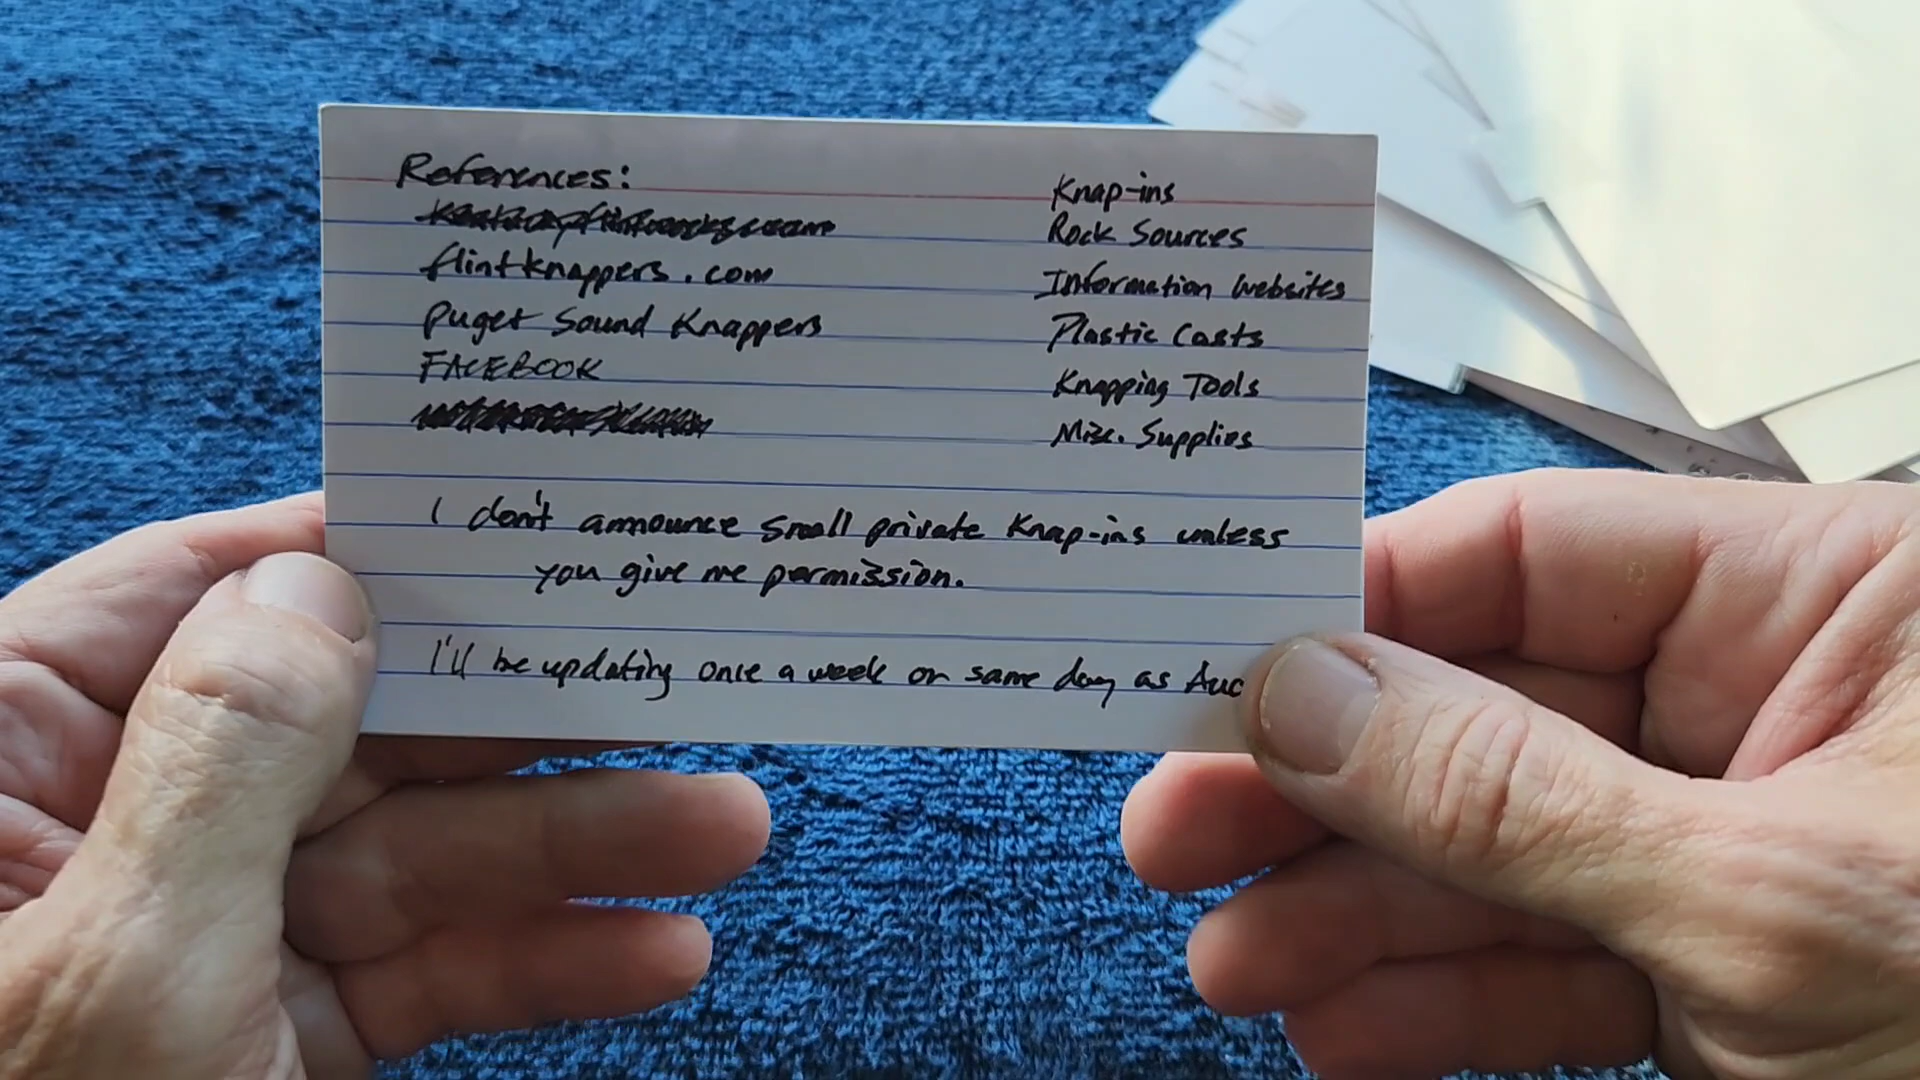 References:
flintknappers.com
Puget Sound Knappers
FACEBOOK
Knap-ins
Rock Sources
Information Websites
Plastic Casts
Knapping Tools
Misc. Supplies
I don't announce small private Knap-ins unless
you give me permission.
I'll be updating once a week on same day as Auc